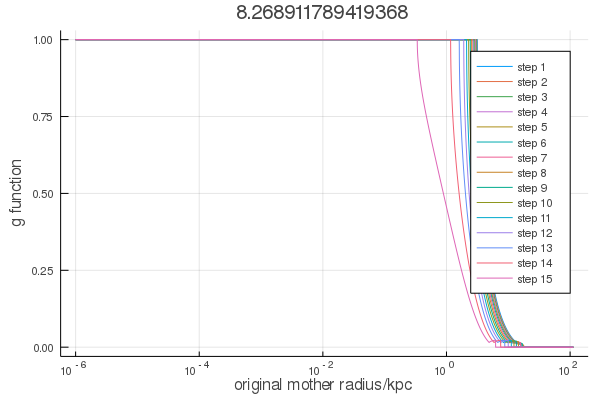 8.268911789419368
g function
1.00
0.75
0.50
0.25
0.00
step 1
step 2
step 3
step 4
step 5
step 6
step 7
step 8
step 9
step 10
step 11
step 12
step 13
step 14
step 15
10^-6 10^-4 10^-2 10^0 10^2
original mother radius/kpc